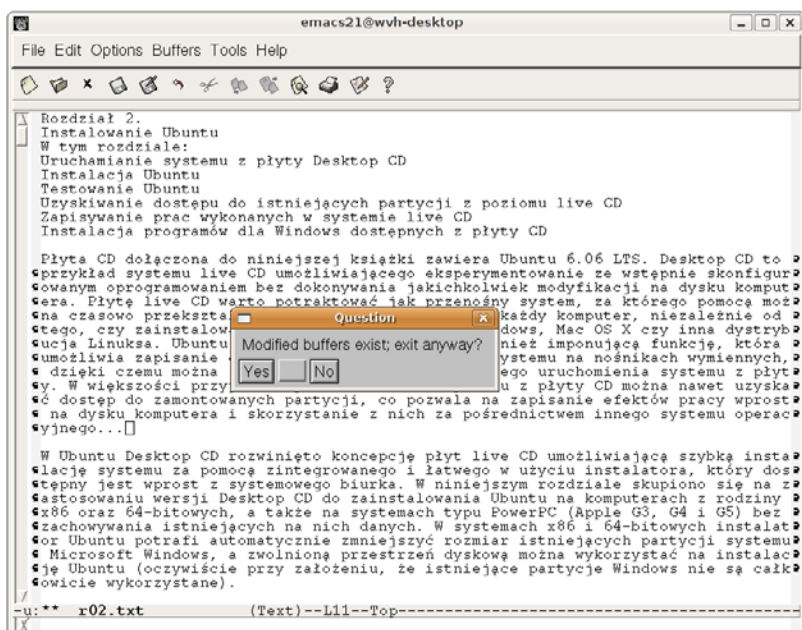 emacs21@wvh-desktop
File Edit Options Buffers Tools Help
Rozdział 2.
Instalowanie Ubuntu
W tym rozdziale:
Uruchamianie systemu z płyty Desktop CD
Instalacja Ubuntu
Testowanie Ubuntu
Uzyskiwanie dostępu do istniejących partycji z poziomu live CD
Zapisywanie prac wykonanych w systemie live CD
Instalacja programów dla Windows dostępnych z płyty CD
Płyta CD dołączona do niniejszej książki zawiera Ubuntu 6.06 LTS. Desktop CD to
przykład systemu live CD umożliwiającego eksperymentowanie ze wstępnie skonfigur
owanym oprogramowaniem bez dokonywania jakichkolwiek modyfikacji na dysku komput
era. Płytę live CD warto potraktować jak przenośny system, za którego pomocą moż
na czasowo przekszta każdy komputer, niezależnie od
tego, czy zainstalow dows, Mac OS X czy inna dystryb
ucja Linuksa. Ubuntu nież imponującą funkcję, która
umożliwia zapisanie ystemu na nośnikach wymiennych,
dzięki czemu można ego uruchomienia systemu z płyt
y. W większości przy u z płyty CD można nawet uzyska
ć dostęp do zamontowanych partycji, co pozwala na zapisanie efektów pracy wprost
na dysku komputera i skorzystanie z nich za pośrednictwem innego systemu operac
yjnego...
Question
Modified buffers exist; exit anyway?
Yes No
W Ubuntu Desktop CD rozwinięto koncepcję płyt live CD umożliwiającą szybką insta
lację systemu za pomocą zintegrowanego i łatwego w użyciu instalatora, który dos
tępny jest wprost z systemowego biurka. W niniejszym rozdziale skupiono się na z
astosowaniu wersji Desktop CD do zainstalowania Ubuntu na komputerach z rodziny
x86 oraz 64-bitowych, a także na systemach typu PowerPC (Apple G3, G4 i G5) bez
zachowywania istniejących na nich danych. W systemach x86 i 64-bitowych instalat
or Ubuntu potrafi automatycznie zmniejszyć rozmiar istniejących partycji systemu
Microsoft Windows, a zwolnioną przestrzeń dyskową można wykorzystać na instalac
ję Ubuntu (oczywiście przy założeniu, że istniejące partycje Windows nie są całk
owicie wykorzystane).
-u:** r02.txt (Text)--L11--Top--------------------------------------------